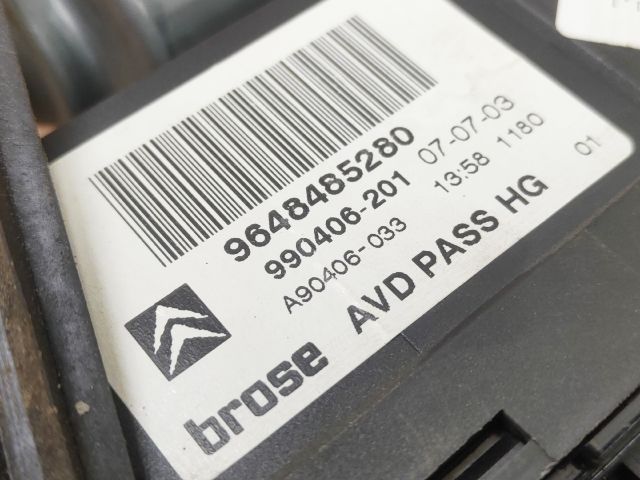 9648485280
990406-201 07-07-03
A90406-033 13:58 1180
brose AVD PASS HG 01